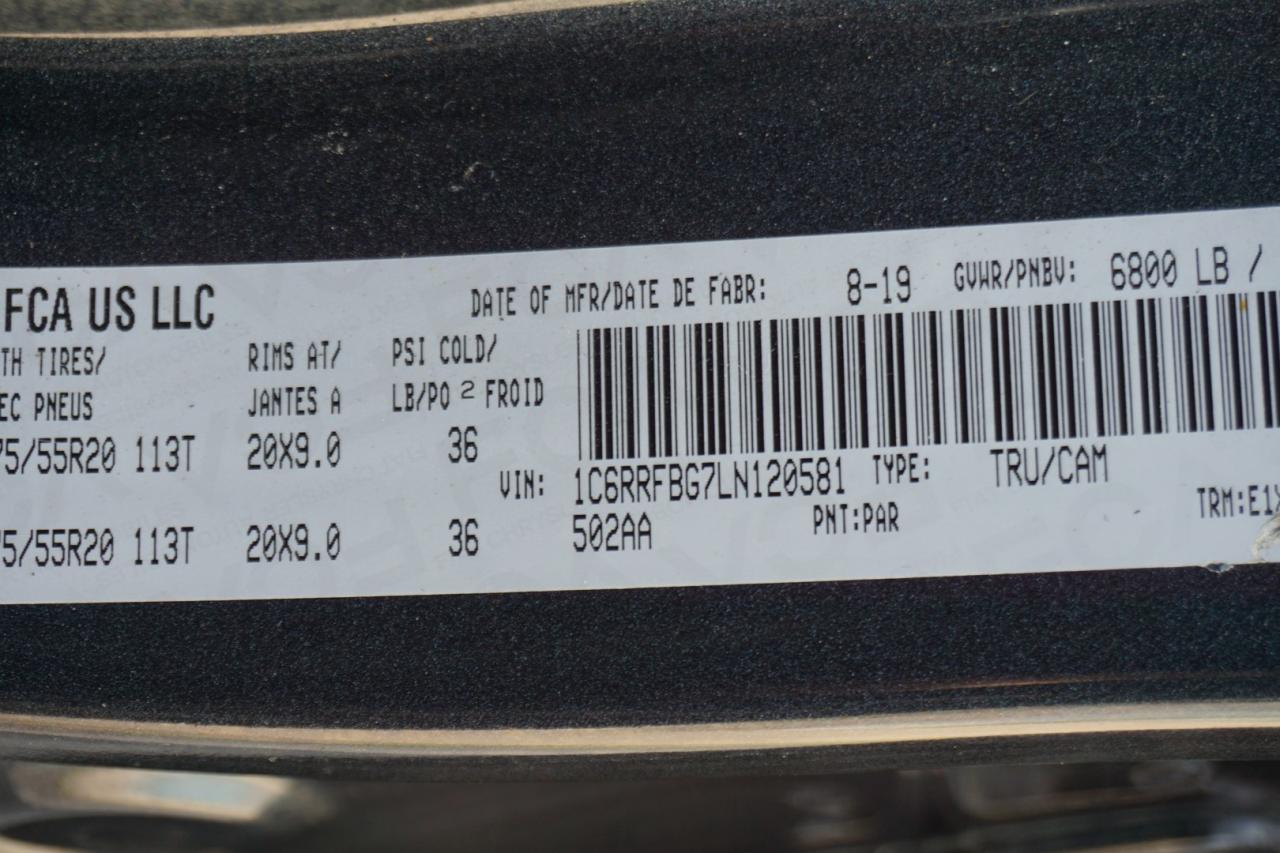 FCA US LLC
DATE OF MFR/DATE DE FABR: 8-19 GVWR/PNBV: 6800 LB /
TH TIRES/ RIMS AT/ PSI COLD/
EC PNEUS JANTES A LB/PO 2 FROID
75/55R20 113T 20X9.0 36
VIN: 1C6RRFBG7LN120581 TYPE: TRU/CAM
75/55R20 113T 20X9.0 36
502AA PNT:PAR TRM:E1